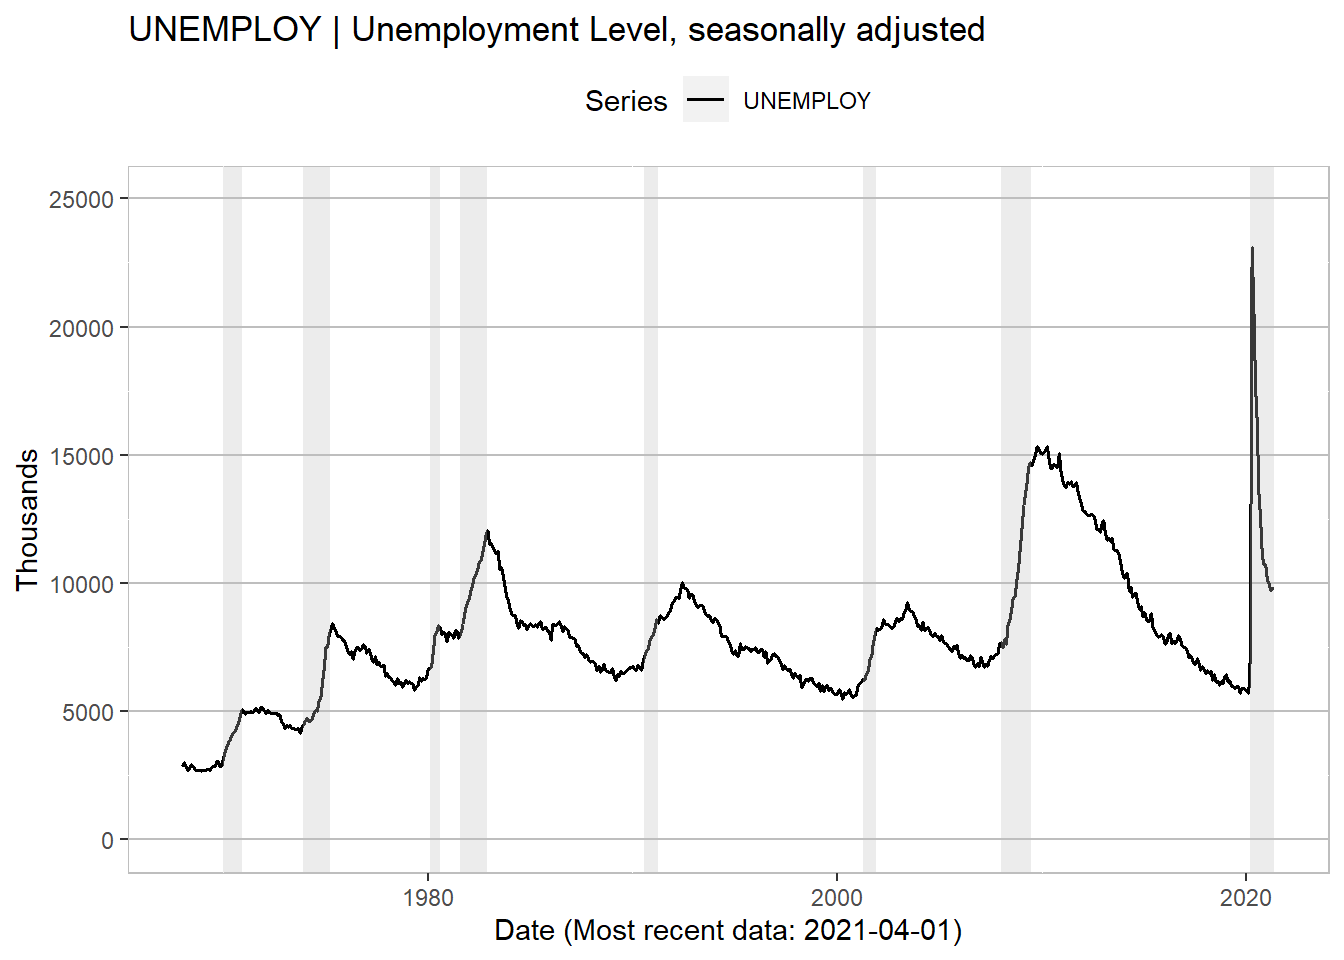 UNEMPLOY | Unemployment Level, seasonally adjusted
Series UNEMPLOY
25000
20000
15000
10000
5000
0
Thousands
1980 2000 2020
Date (Most recent data: 2021-04-01)